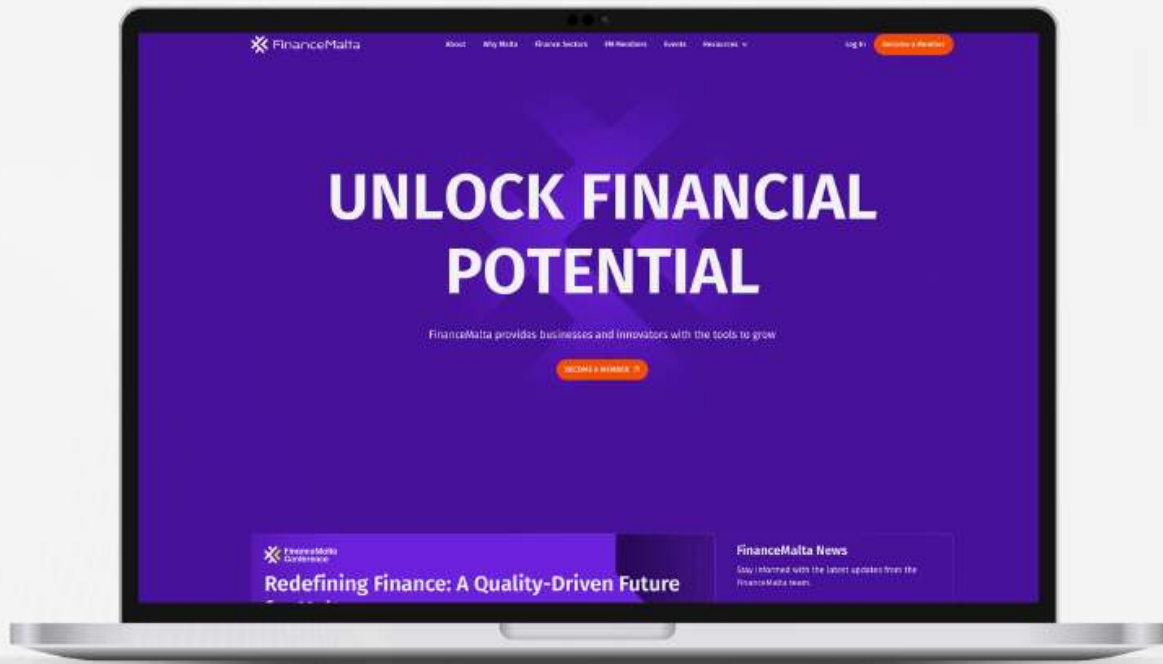 FinanceMalta
About Why Malta Finance Sectors FM Members Events Resources
Log In Become a Member
UNLOCK FINANCIAL
POTENTIAL
FinanceMalta provides businesses and innovators with the tools to grow
BECOME A MEMBER
FinanceMalta
Conference
Redefining Finance: A Quality-Driven Future
FinanceMalta News
Stay informed with the latest updates from the
FinanceMalta team.